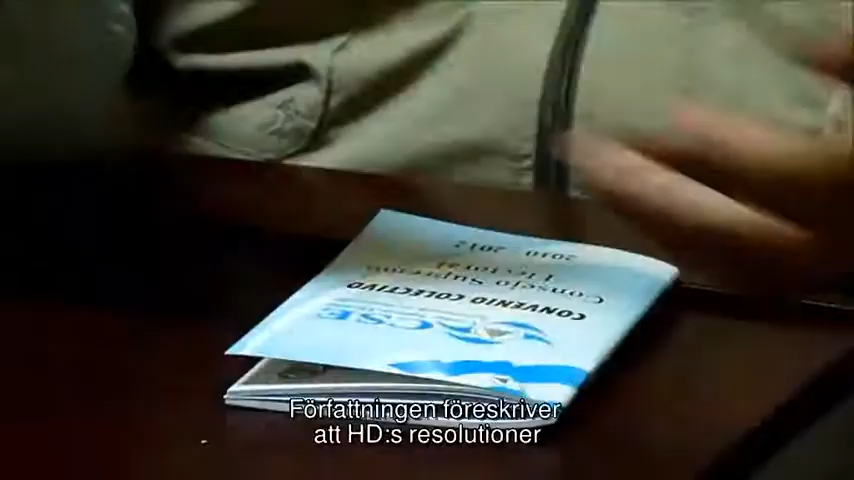 CSE
CONVENIO COLECTIVO
Consejo Supremo
Electoral
2010 - 2012
Författningen föreskriver
att HD:s resolutioner